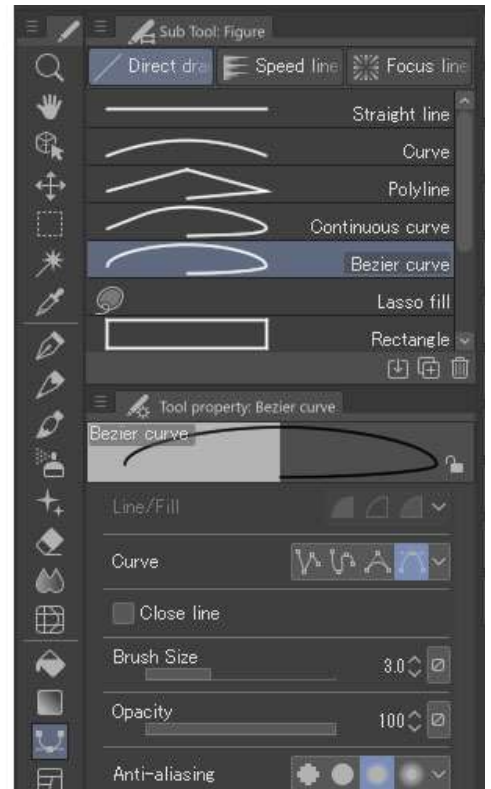 Sub Tool: Figure
Direct dra Speed line Focus line
Straight line
Curve
Polyline
Continuous curve
Bezier curve
Lasso fill
Rectangle
Tool property: Bezier curve
Bezier curve
Line/Fill
Curve
Close line
Brush Size 3.0
Opacity 100
Anti-aliasing